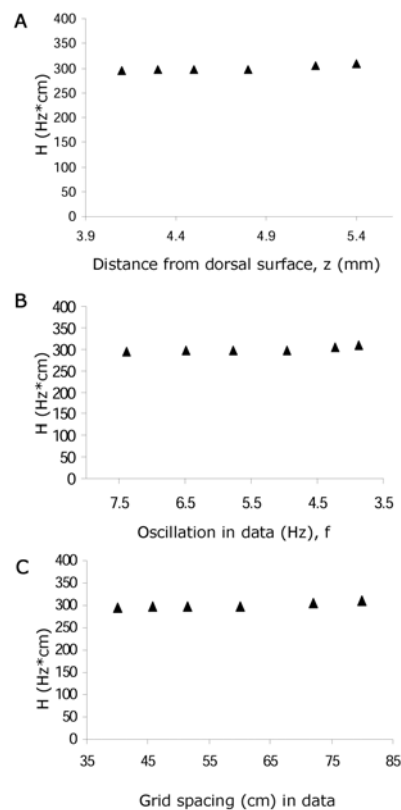 A
400
350
300
250
200
150
100
50
0
H (Hz*cm)
3.9 4.4 4.9 5.4
Distance from dorsal surface, z (mm)
B
400
350
300
250
200
150
100
50
0
H (Hz*cm)
7.5 6.5 5.5 4.5 3.5
Oscillation in data (Hz), f
C
400
350
300
250
200
150
100
50
0
H (Hz*cm)
35 45 55 65 75 85
Grid spacing (cm) in data